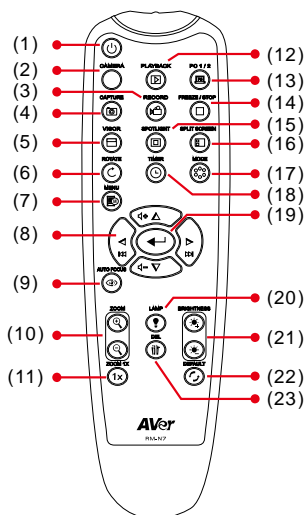 (1)
(12)
CAMERA
PLAYBACK
PC 1 / 2
(2)
(13)
(3)
CAPTURE
RECORD
FREEZE / STOP
(14)
(4)
(15)
VISOR
SPOTLIGHT
SPLIT SCREEN
(5)
(16)
ROTATE
TIMER
MODE
(6)
(17)
(18)
MENU
(7)
(19)
(8)
AUTO FOCUS
(9)
(20)
ZOOM
LAMP
BRIGHTNESS
(10)
(21)
DEL
ZOOM 1X
DEFAULT
(11)
1x
(22)
(23)
AVer
RM-N7